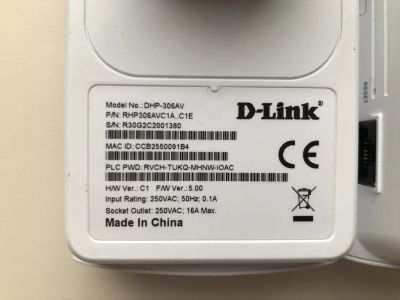 Model No.: DHP-306AV
P/N: RHP306AVC1A..C1E
S/N: R30G2C2001380
D-Link
MAC ID: CCB2550091B4
PLC PWD: RVCH-TUKQ-MHNW-IOAC
H/W Ver.: C1 F/W Ver.: 5.00
Input Rating: 250VAC; 50Hz; 0.1A
Socket Outlet: 250VAC; 16A Max.
Made In China
CE
RESET